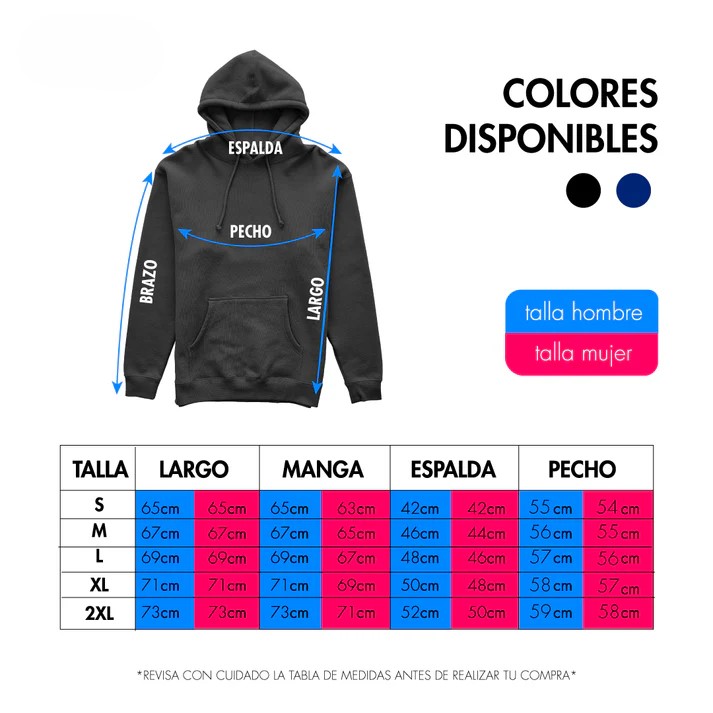 COLORES
DISPONIBLES
ESPALDA
PECHO
BRAZO
LARGO
talla hombre
talla mujer
TALLA LARGO MANGA ESPALDA PECHO
S 65cm 65cm 65cm 63cm 42cm 42cm 55cm 54cm
M 67cm 67cm 67cm 65cm 46cm 44cm 56cm 55cm
L 69cm 69cm 69cm 67cm 48cm 46cm 57cm 56cm
XL 71cm 71cm 71cm 69cm 50cm 48cm 58cm 57cm
2XL 73cm 73cm 73cm 71cm 52cm 50cm 59cm 58cm
*REVISA CON CUIDADO LA TABLA DE MEDIDAS ANTES DE REALIZAR TU COMPRA*